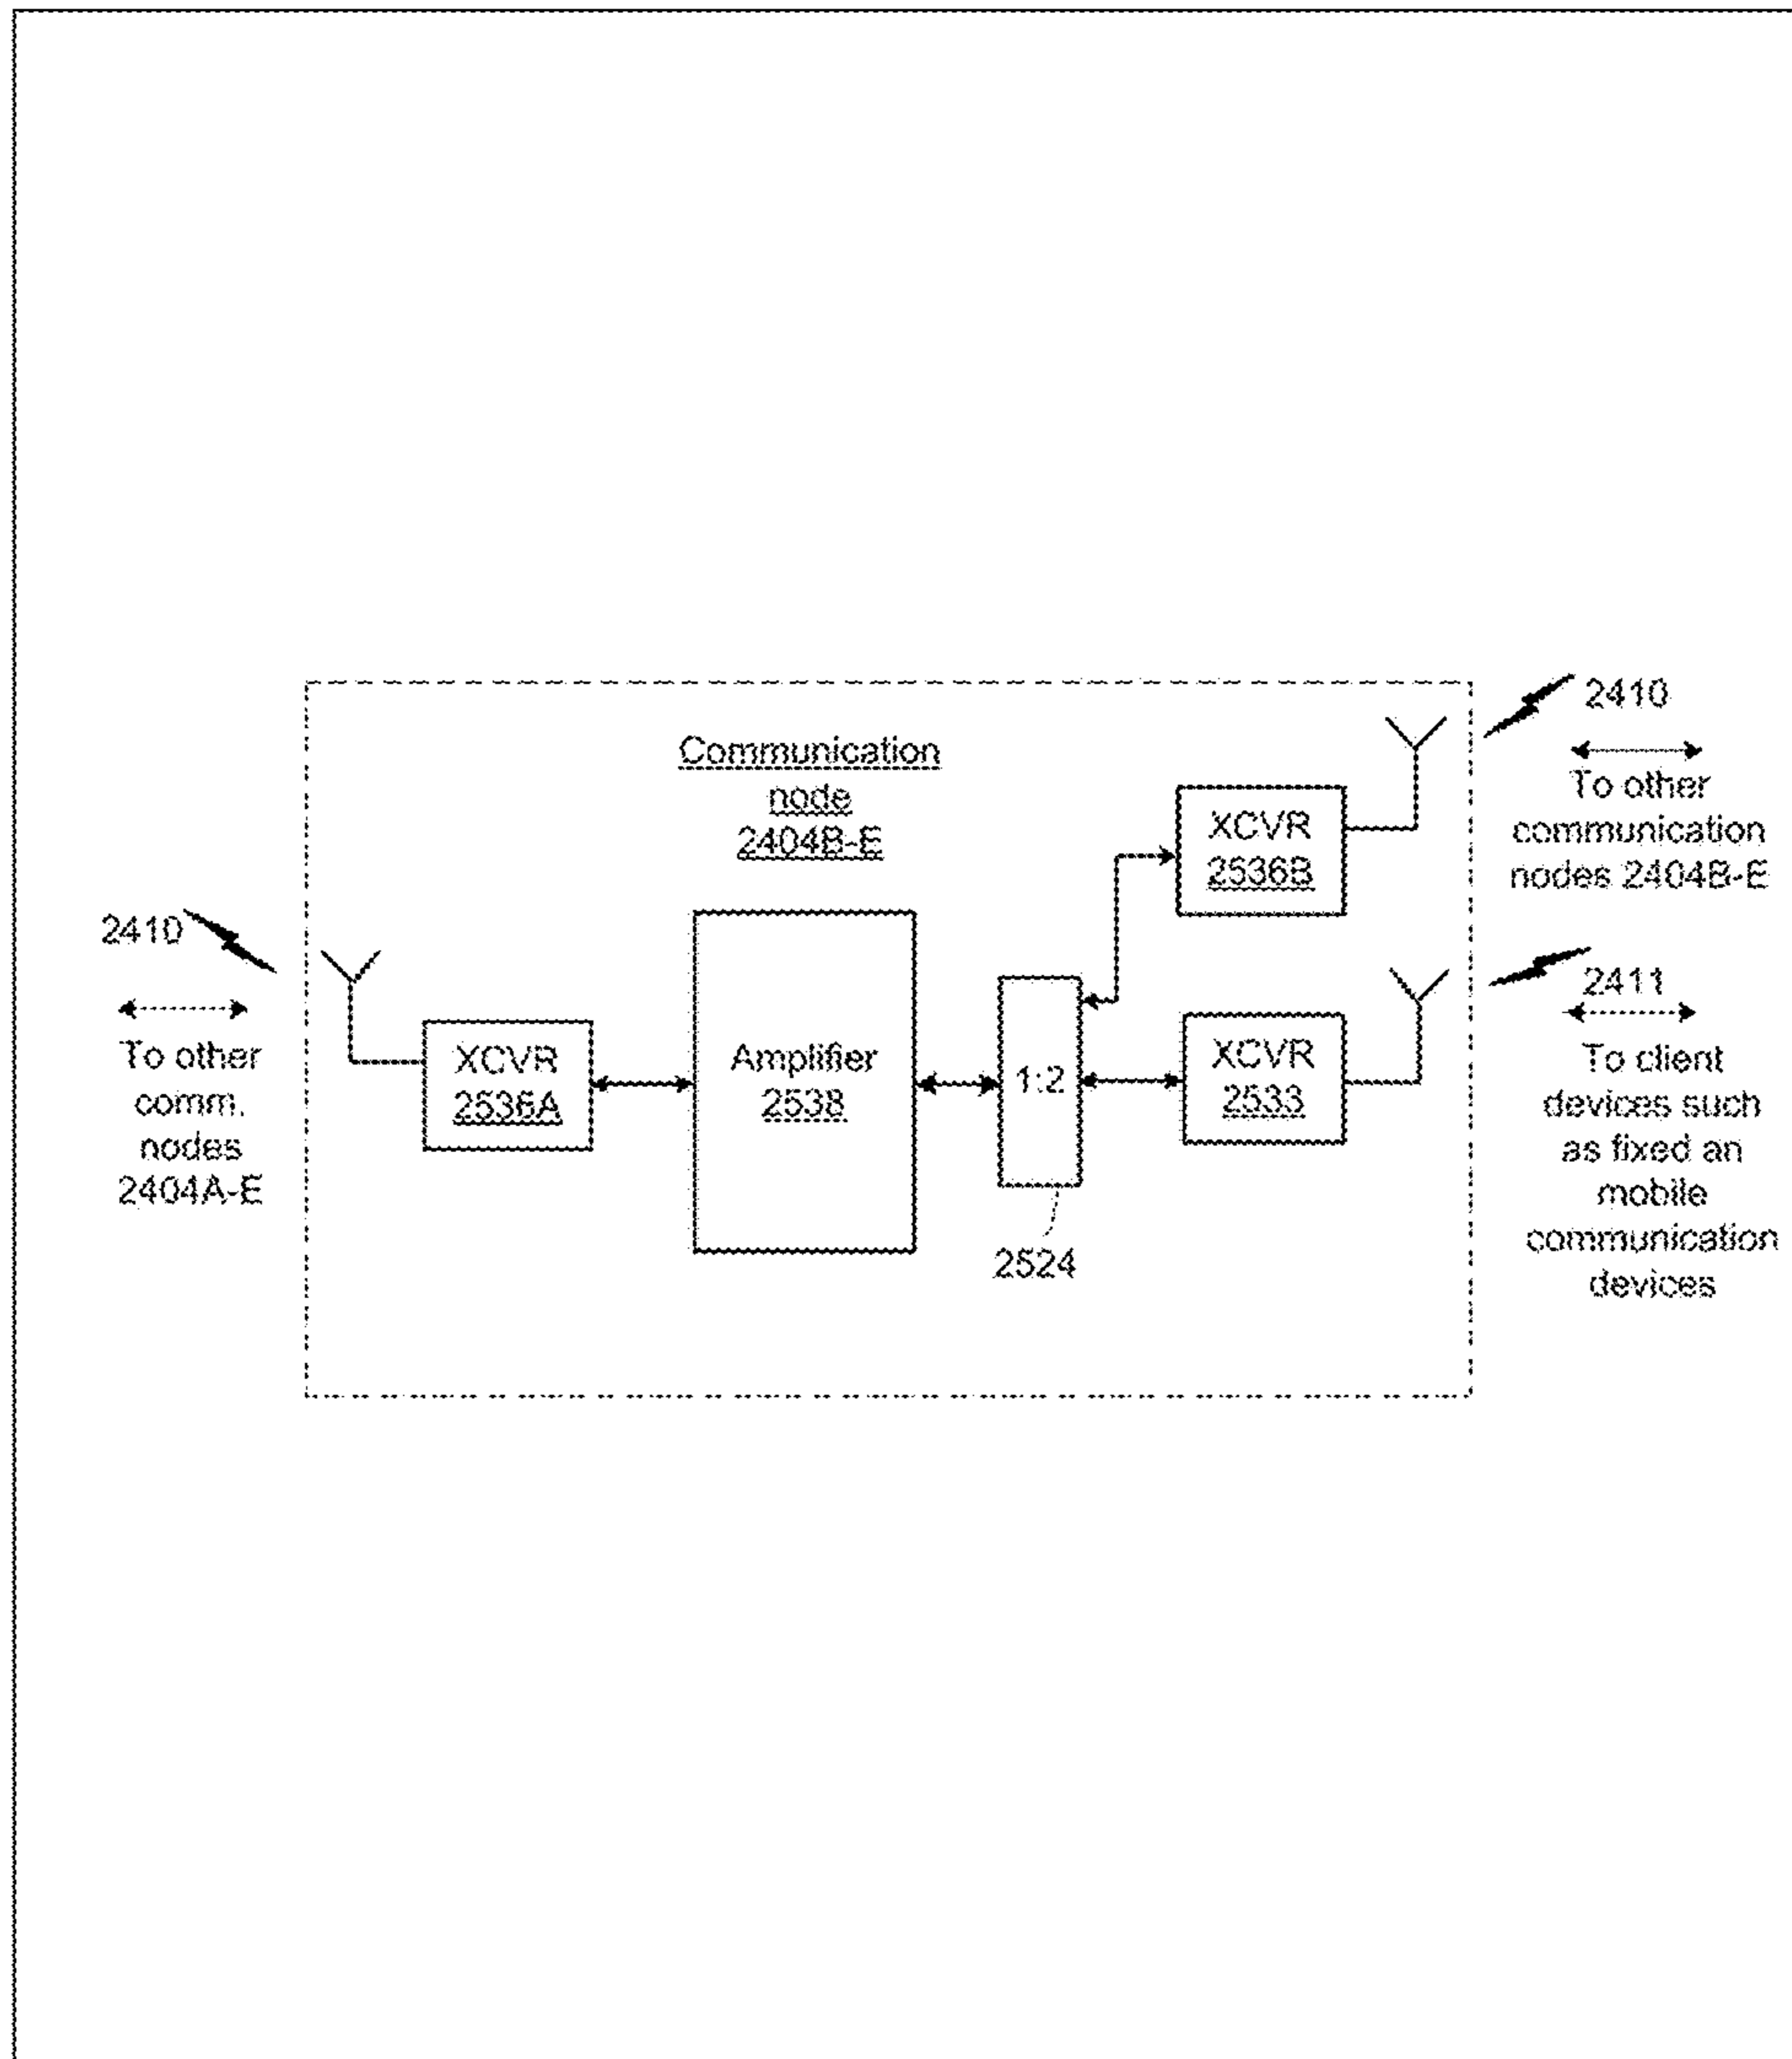 Communication
node
2404B-E
2410
To other
comm.
nodes
2404A-E
XCVR
2536A
Amplifier
2538
1:2
2524
XCVR
2536B
XCVR
2533
2410
To other
communication
nodes 2404B-E
2411
To client
devices such
as fixed an
mobile
communication
devices